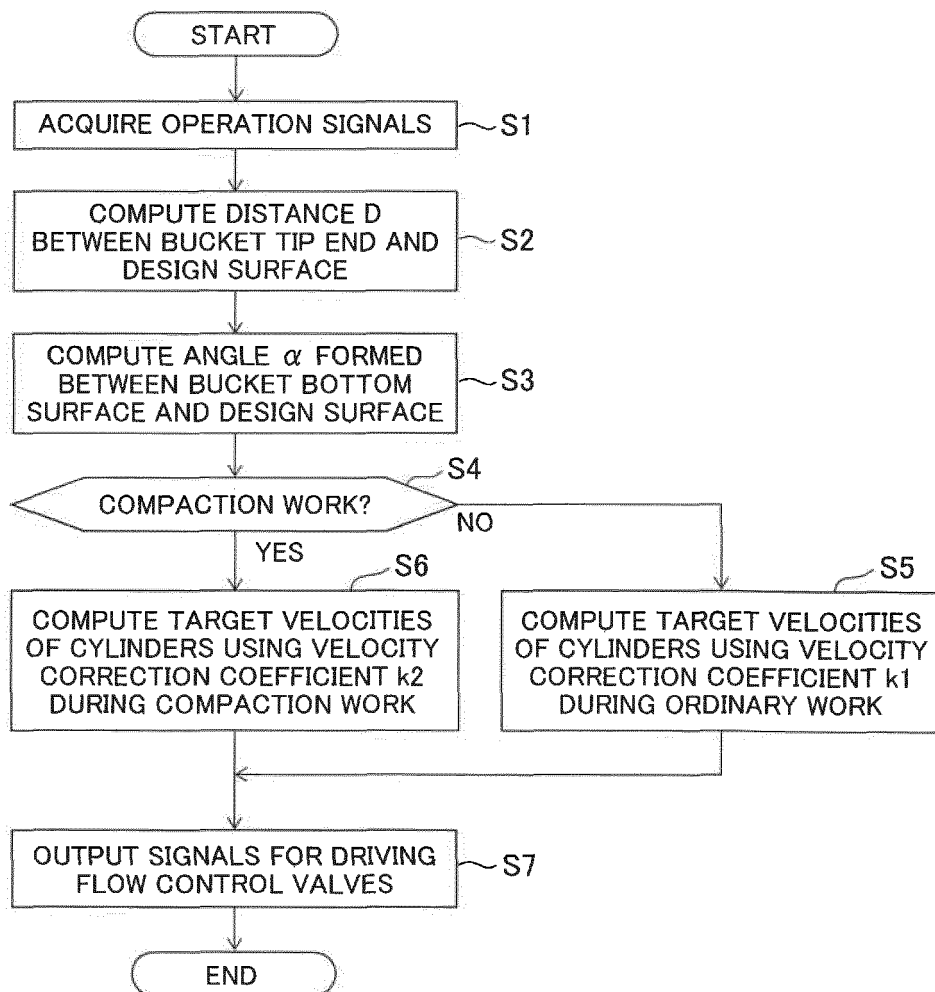 START
ACQUIRE OPERATION SIGNALS
S1
COMPUTE DISTANCE D
BETWEEN BUCKET TIP END AND
DESIGN SURFACE
S2
COMPUTE ANGLE α FORMED
BETWEEN BUCKET BOTTOM
SURFACE AND DESIGN SURFACE
S3
S4
COMPACTION WORK?
NO
YES
S6
COMPUTE TARGET VELOCITIES
OF CYLINDERS USING VELOCITY
CORRECTION COEFFICIENT k2
DURING COMPACTION WORK
S5
COMPUTE TARGET VELOCITIES
OF CYLINDERS USING VELOCITY
CORRECTION COEFFICIENT k1
DURING ORDINARY WORK
OUTPUT SIGNALS FOR DRIVING
FLOW CONTROL VALVES
S7
END